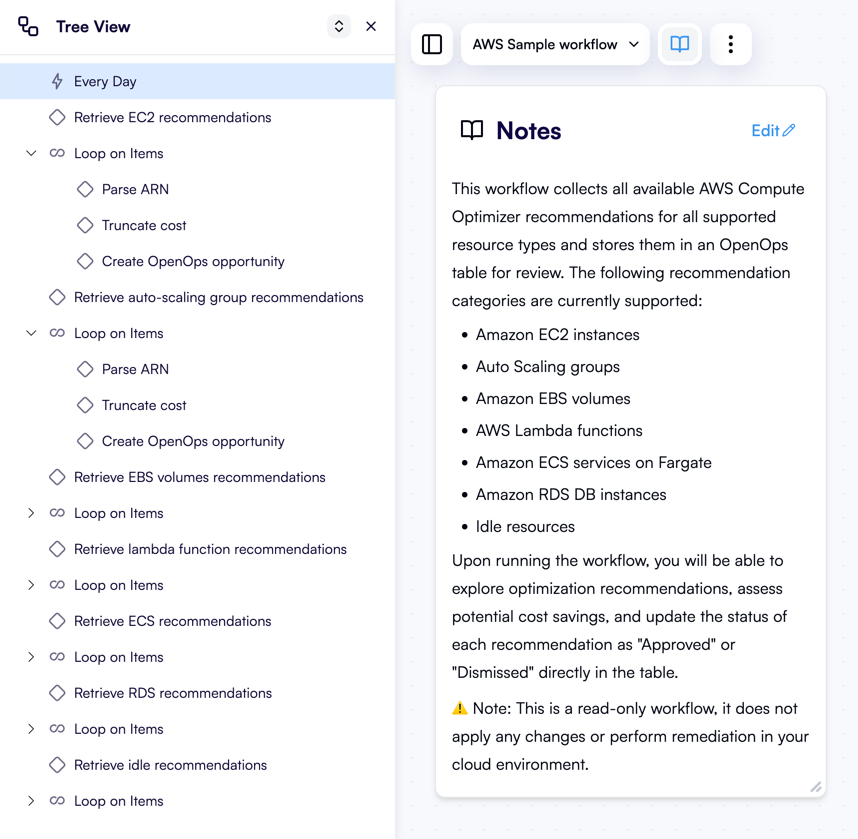 Tree View
Every Day
Retrieve EC2 recommendations
Loop on Items
Parse ARN
Truncate cost
Create OpenOps opportunity
Retrieve auto-scaling group recommendations
Loop on Items
Parse ARN
Truncate cost
Create OpenOps opportunity
Retrieve EBS volumes recommendations
Loop on Items
Retrieve lambda function recommendations
Loop on Items
Retrieve ECS recommendations
Loop on Items
Retrieve RDS recommendations
Loop on Items
Retrieve idle recommendations
Loop on Items
AWS Sample workflow
Notes
Edit
This workflow collects all available AWS Compute
Optimizer recommendations for all supported
resource types and stores them in an OpenOps
table for review. The following recommendation
categories are currently supported:
• Amazon EC2 instances
• Auto Scaling groups
• Amazon EBS volumes
• AWS Lambda functions
• Amazon ECS services on Fargate
• Amazon RDS DB instances
• Idle resources
Upon running the workflow, you will be able to
explore optimization recommendations, assess
potential cost savings, and update the status of
each recommendation as "Approved" or
"Dismissed" directly in the table.
⚠️ Note: This is a read-only workflow, it does not
apply any changes or perform remediation in your
cloud environment.